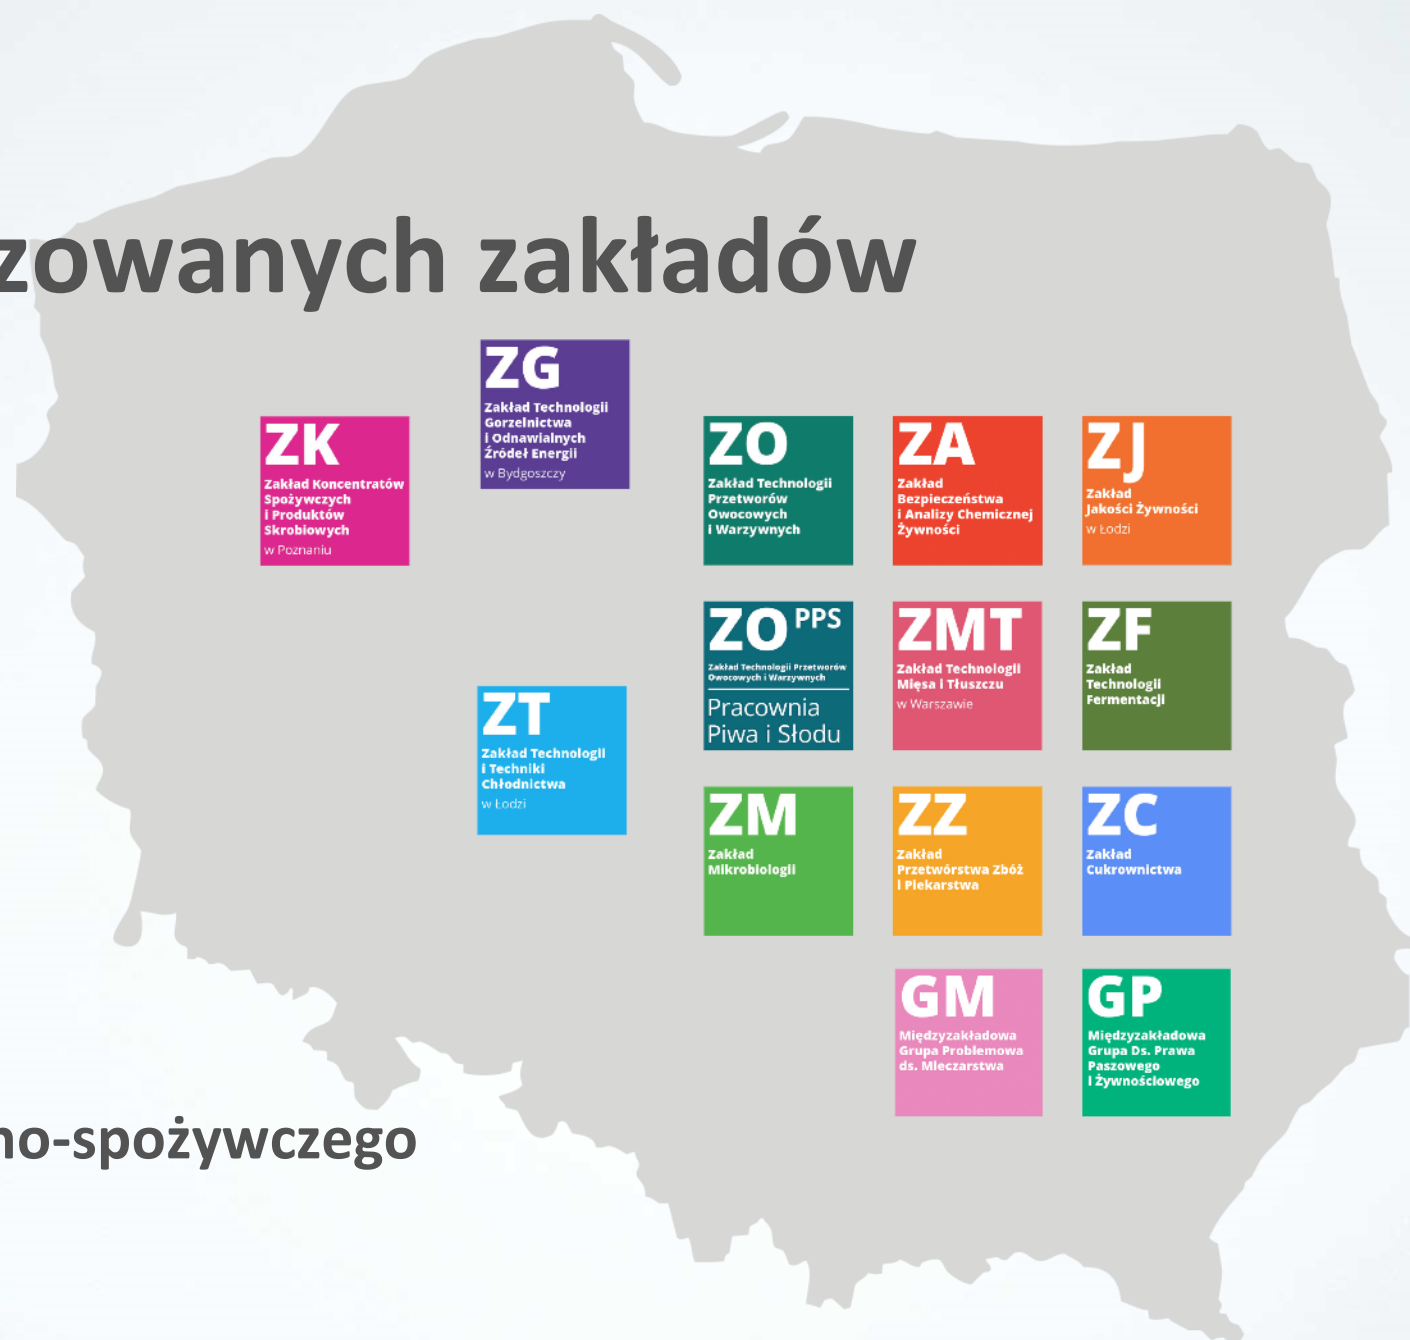 zowanych zakładów
ZG
Zakład Technologii
Gorzelnictwa
i Odnawialnych
Źródeł Energii
w Bydgoszczy
ZK
Zakład Koncentratów
Spożywczych
i Produktów
Skrobiowych
w Poznaniu
ZO
Zakład Technologii
Przetworów
Owocowych
i Warzywnych
ZA
Zakład
Bezpieczeństwa
i Analizy Chemicznej
Żywności
ZJ
Zakład
Jakości Żywności
w Łodzi
ZO PPS
Zakład Technologii Przetworów
Owocowych i Warzywnych
Pracownia
Piwa i Słodu
ZMT
Zakład Technologii
Mięsa i Tłuszczu
w Warszawie
ZF
Zakład
Technologii
Fermentacji
ZT
Zakład Technologii
i Techniki
Chłodnictwa
w Łodzi
ZM
Zakład
Mikrobiologii
ZZ
Zakład
Przetwórstwa Zbóż
i Piekarstwa
ZC
Zakład
Cukrownictwa
GM
Międzyzakładowa
Grupa Problemowa
ds. Mleczarstwa
GP
Międzyzakładowa
Grupa Ds. Prawa
Paszowego
i Żywnościowego
no-spożywczego